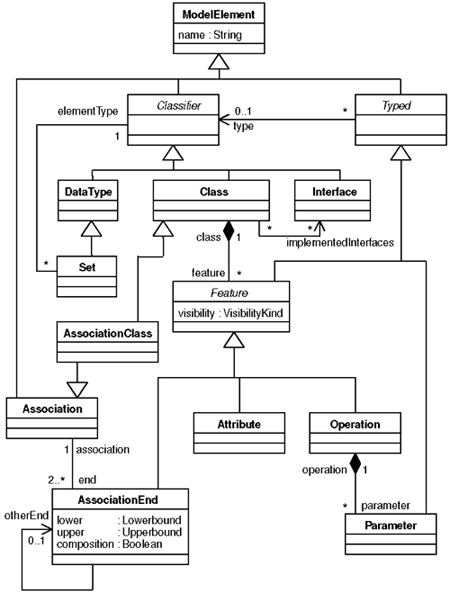 ModelElement
name : String
elementType
1
Classifier
0..1
type
*
Typed
DataType
Class
Interface
class
1
*
*
implementedInterfaces
*
Set
feature
*
Feature
visibility : VisibilityKind
AssociationClass
Association
Attribute
Operation
1
association
operation
1
2..*
end
AssociationEnd
otherEnd
0..1
lower : Lowerbound
upper : Upperbound
composition : Boolean
*
parameter
Parameter